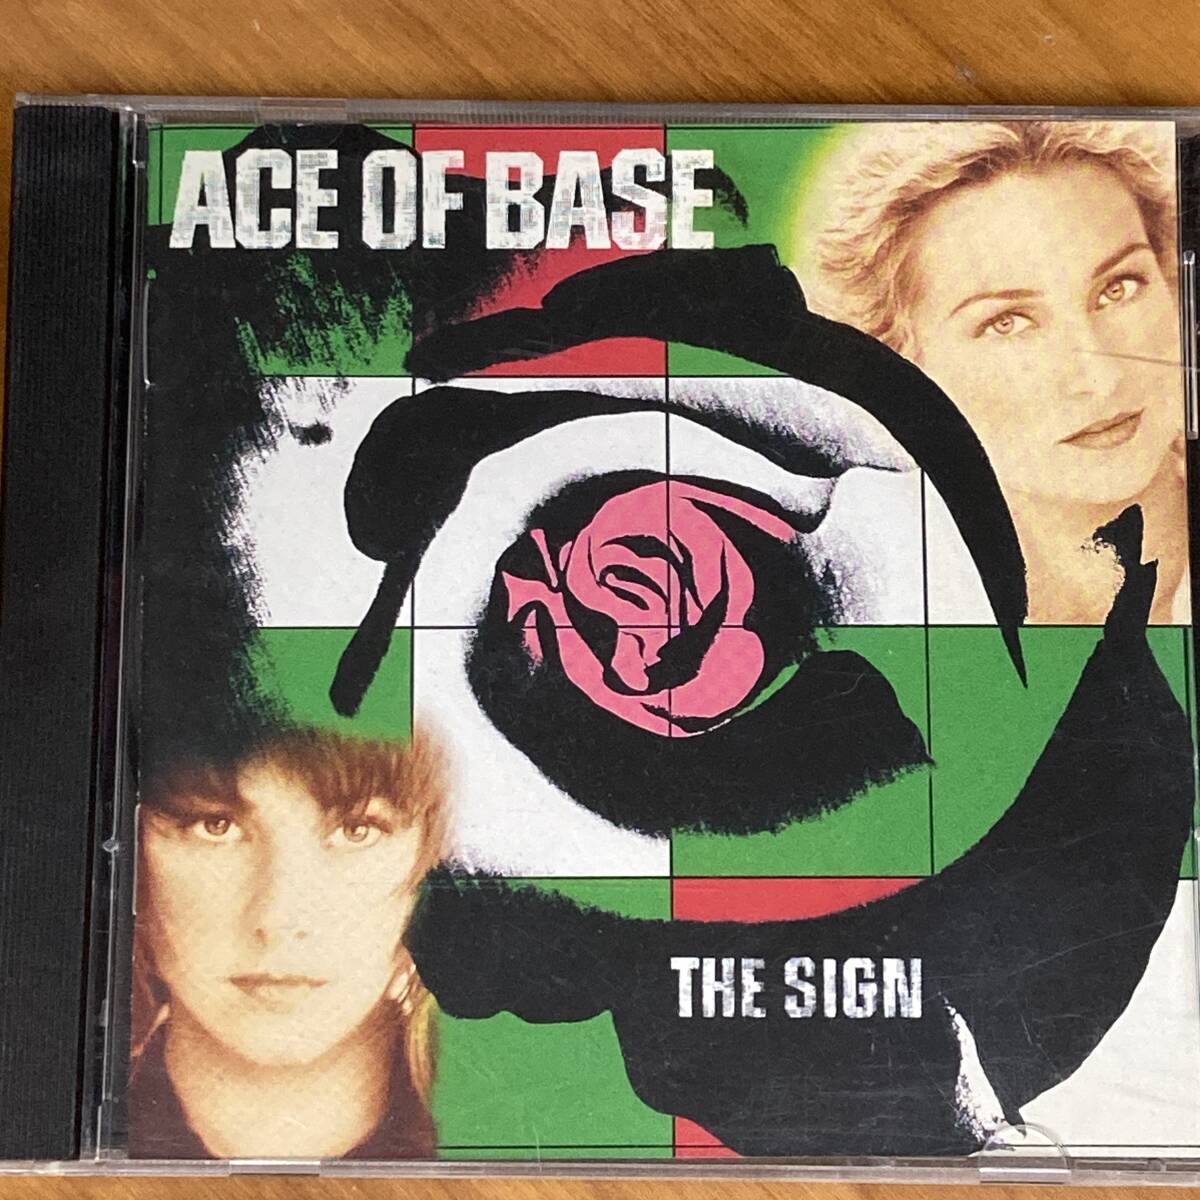 ACE OF BASE
THE SIGN